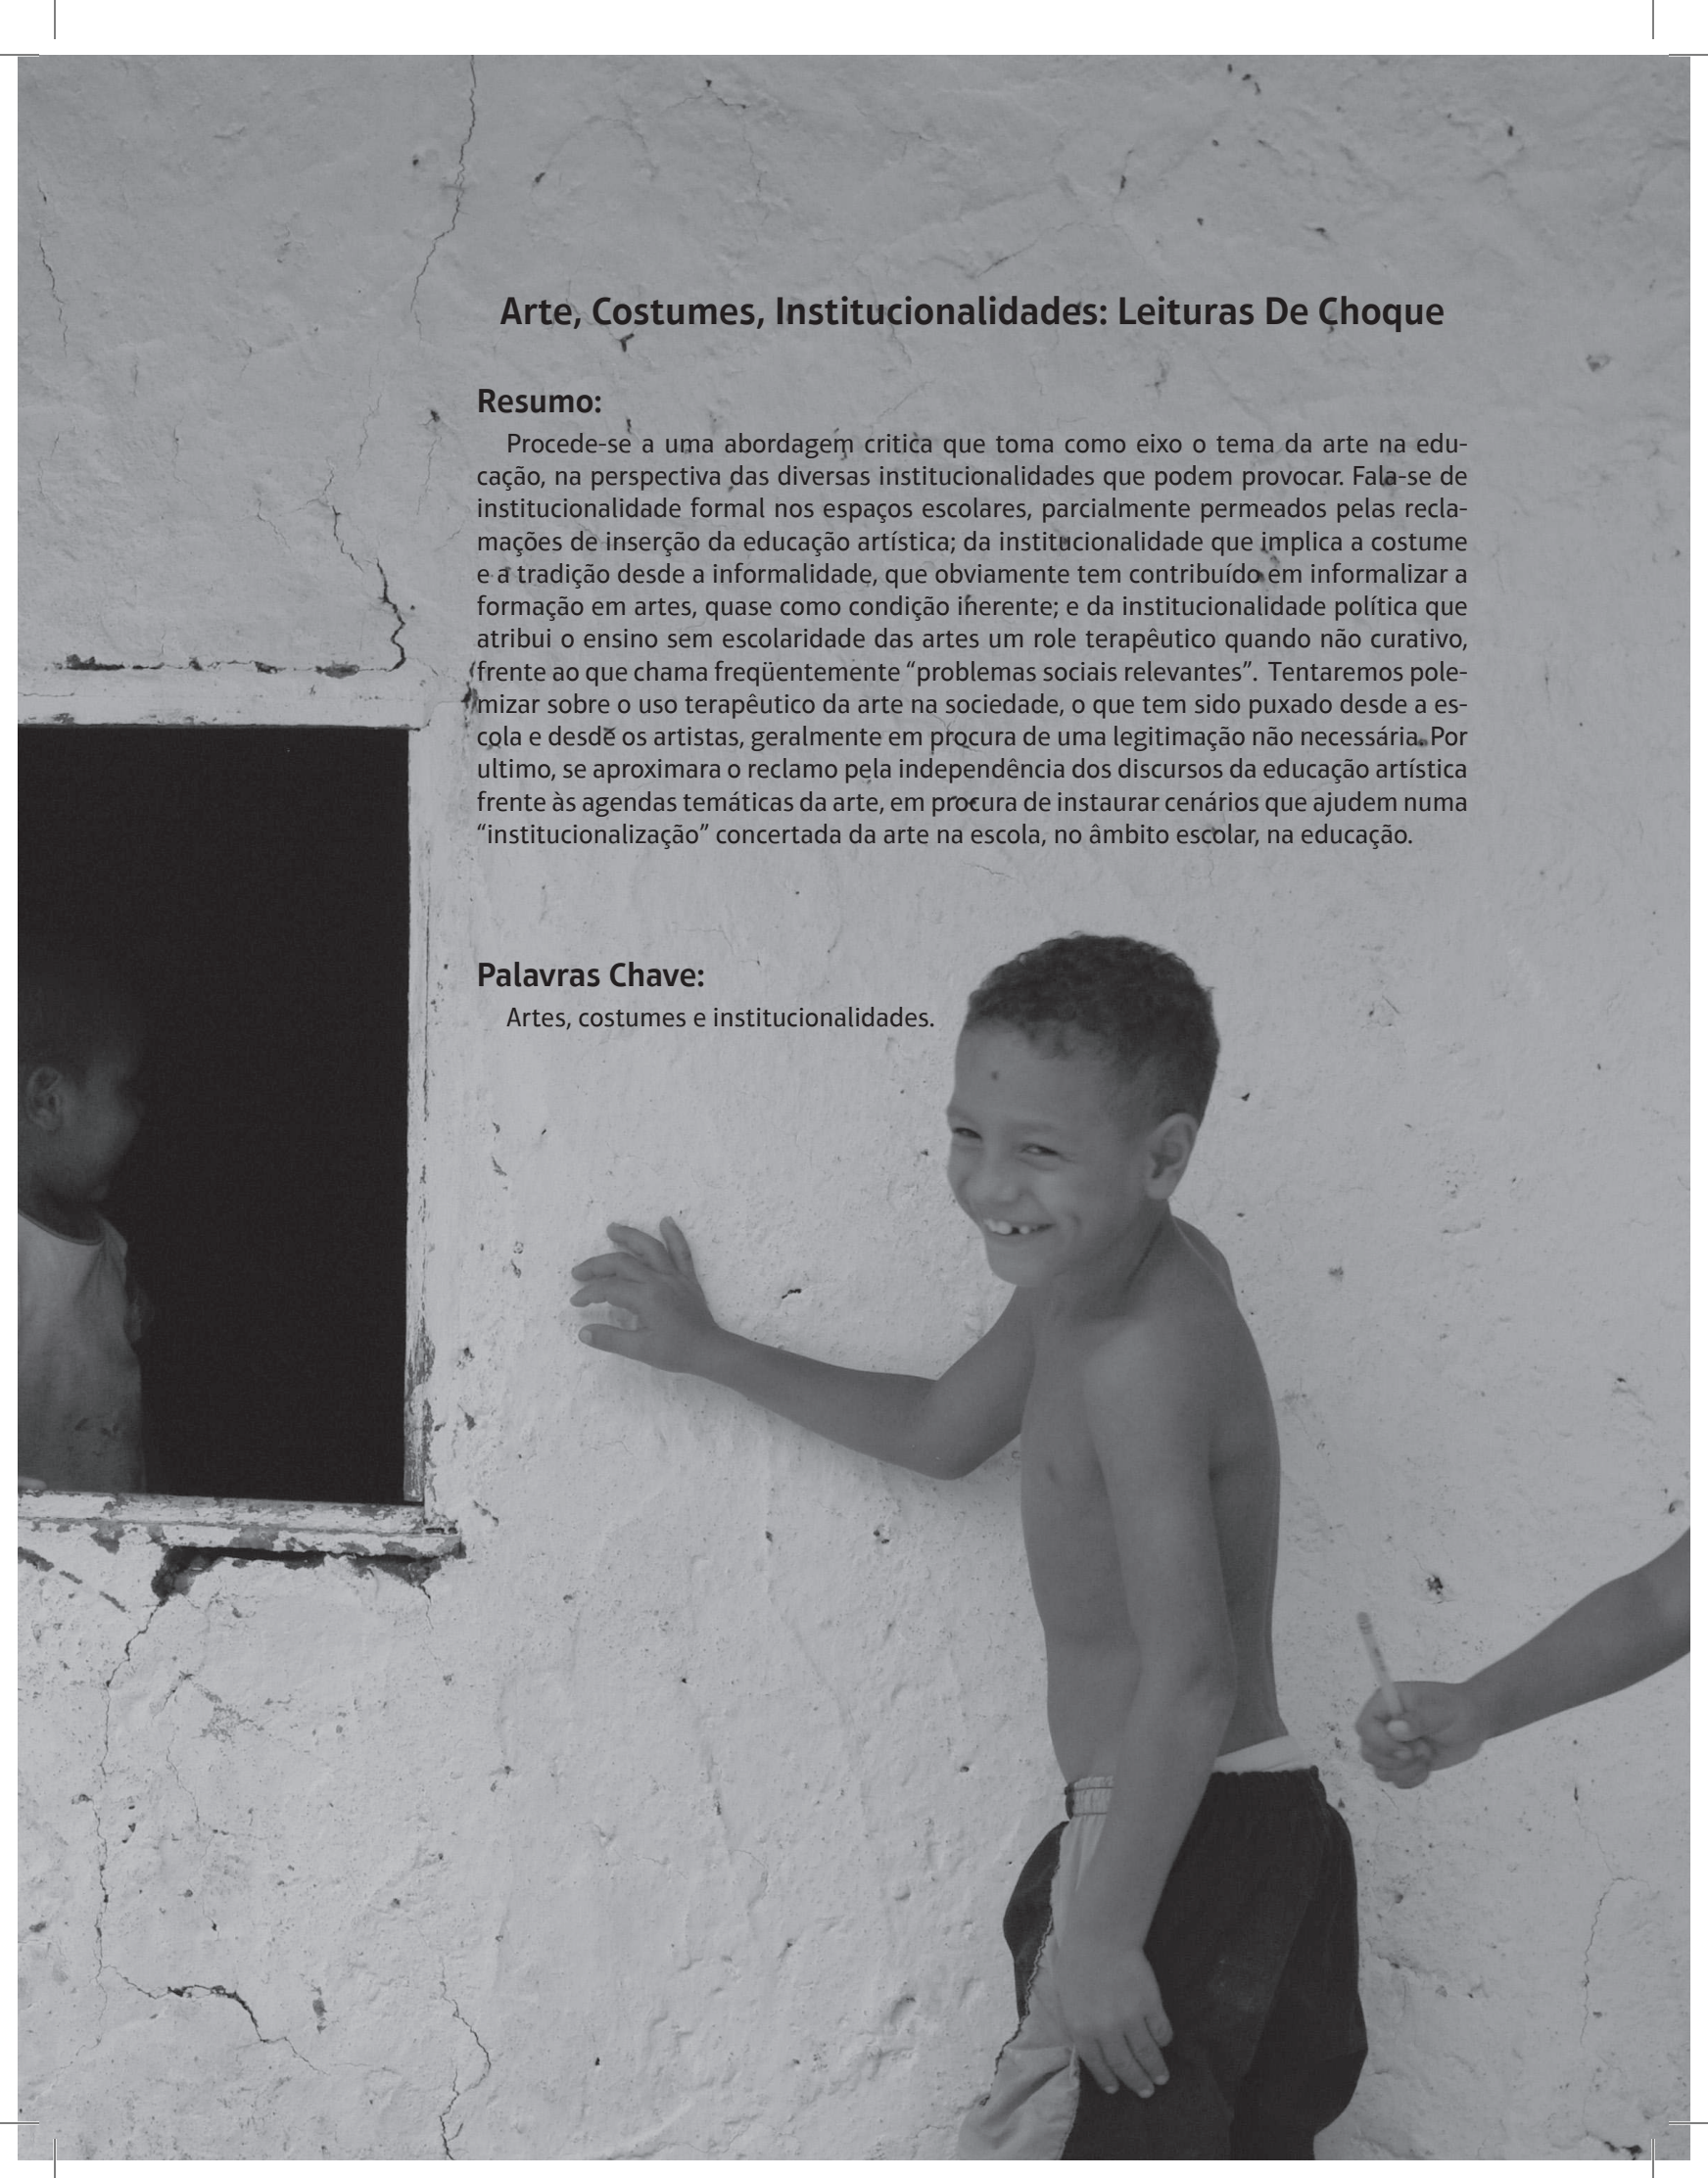 Arte, Costumes, Institucionalidades: Leituras De Choque
Resumo:
Procede-se a uma abordagem critica que toma como eixo o tema da arte na edu-
cação, na perspectiva das diversas institucionalidades que podem provocar. Fala-se de
institucionalidade formal nos espaços escolares, parcialmente permeados pelas recla-
mações de inserção da educação artística; da institucionalidade que implica a costume
e a tradição desde a informalidade, que obviamente tem contribuído em informalizar a
formação em artes, quase como condição inerente; e da institucionalidade política que
atribui o ensino sem escolaridade das artes um role terapêutico quando não curativo,
frente ao que chama freqüentemente “problemas sociais relevantes”. Tentaremos pole-
mizar sobre o uso terapêutico da arte na sociedade, o que tem sido puxado desde a es-
cola e desde os artistas, geralmente em procura de uma legitimação não necessária. Por
ultimo, se aproximara o reclamo pela independência dos discursos da educação artística
frente às agendas temáticas da arte, em procura de instaurar cenários que ajudem numa
“institucionalização” concertada da arte na escola, no âmbito escolar, na educação.
Palavras Chave:
Artes, costumes e institucionalidades.